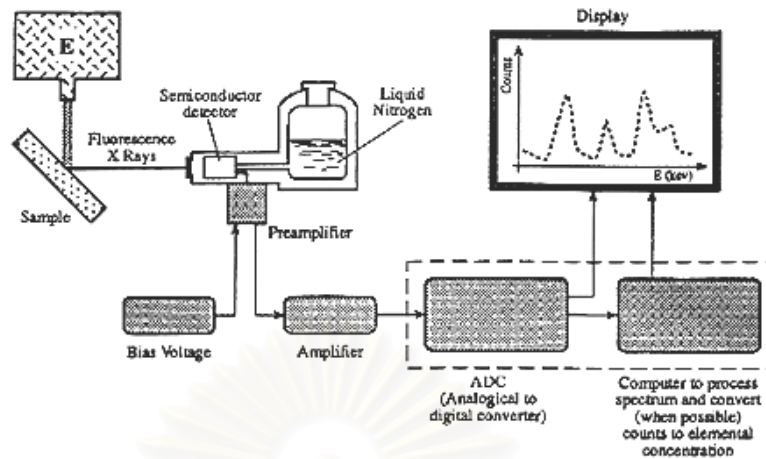 Display
E
Counts
E (kev)
Semiconductor
detector
Liquid
Nitrogen
Fluorescence
X Rays
Sample
Preamplifier
Bias Voltage
Amplifier
ADC
(Analogical to
digital converter)
Computer to process
spectrum and convert
(when possible)
counts to elemental
concentration